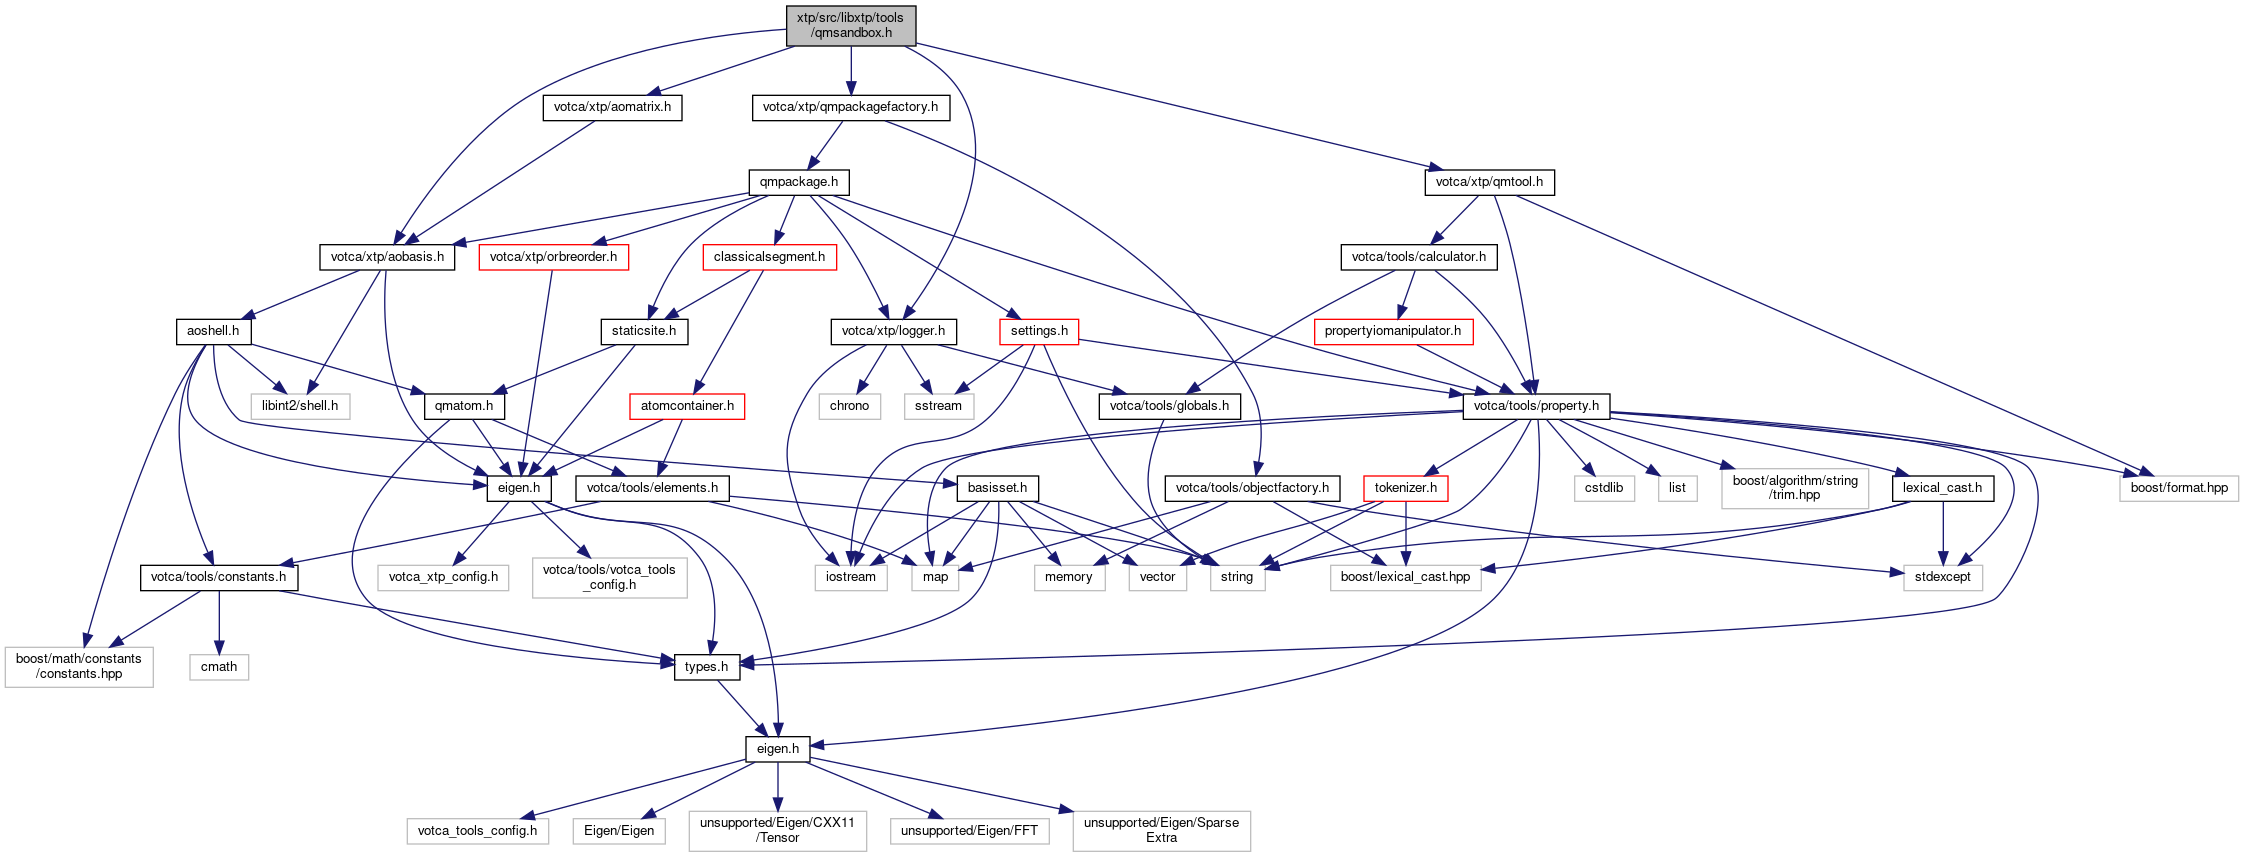 xtp/src/libxtp/tools
/qmsandbox.h
votca/xtp/aomatrix.h
votca/xtp/qmpackagefactory.h
qmpackage.h
votca/xtp/qmtool.h
votca/xtp/aobasis.h
votca/xtp/orbreorder.h
classicalsegment.h
votca/tools/calculator.h
aoshell.h
staticsite.h
votca/xtp/logger.h
settings.h
propertyiomanipulator.h
libint2/shell.h
qmatom.h
atomcontainer.h
chrono
sstream
votca/tools/globals.h
votca/tools/property.h
eigen.h
votca/tools/elements.h
basisset.h
votca/tools/objectfactory.h
tokenizer.h
cstdlib
list
boost/algorithm/string
/trim.hpp
lexical_cast.h
boost/format.hpp
votca/tools/constants.h
votca_xtp_config.h
votca/tools/votca_tools
_config.h
iostream
map
memory
vector
string
boost/lexical_cast.hpp
stdexcept
boost/math/constants
/constants.hpp
cmath
types.h
eigen.h
votca_tools_config.h
Eigen/Eigen
unsupported/Eigen/CXX11
/Tensor
unsupported/Eigen/FFT
unsupported/Eigen/Sparse
Extra